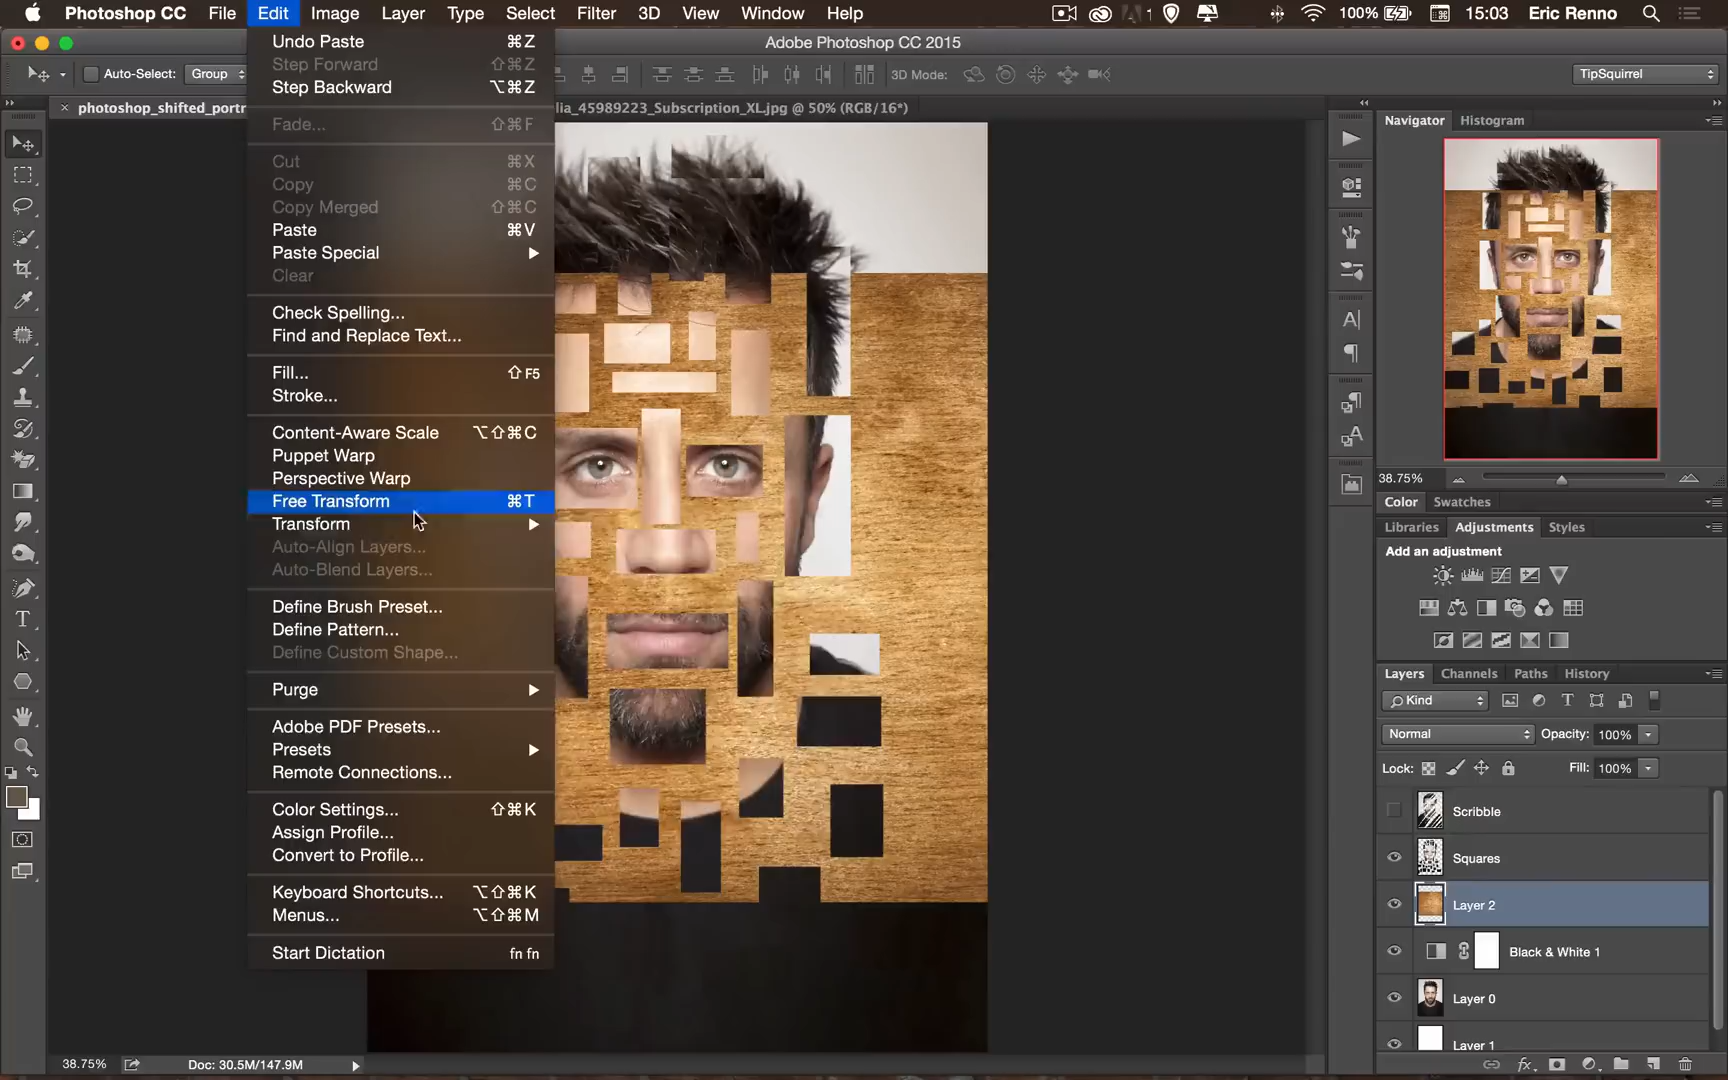 Photoshop CC File Edit Image Layer Type Select Filter 3D View Window Help 1 100% 15:03 Eric Renno
Adobe Photoshop CC 2015
Auto-Select: Group 3D Mode: TipSquirrel
photoshop_shifted_portr lia_45989223_Subscription_XL.jpg @ 50% (RGB/16*)
Undo Paste ⌘Z
Step Forward ⇧⌘Z
Step Backward ⌥⌘Z
Fade... ⇧⌘F
Cut ⌘X
Copy ⌘C
Copy Merged ⇧⌘C
Paste ⌘V
Paste Special
Clear
Check Spelling...
Find and Replace Text...
Fill... ⇧F5
Stroke...
Content-Aware Scale ⌥⇧⌘C
Puppet Warp
Perspective Warp
Free Transform ⌘T
Transform
Auto-Align Layers...
Auto-Blend Layers...
Define Brush Preset...
Define Pattern...
Define Custom Shape...
Purge
Adobe PDF Presets...
Presets
Remote Connections...
Color Settings... ⇧⌘K
Assign Profile...
Convert to Profile...
Keyboard Shortcuts... ⌥⇧⌘K
Menus... ⌥⇧⌘M
Start Dictation fn fn
Navigator Histogram
38.75%
Color Swatches
Libraries Adjustments Styles
Add an adjustment
Layers Channels Paths History
Kind
Normal Opacity: 100%
Lock: Fill: 100%
Scribble
Squares
Layer 2
Black & White 1
Layer 0
Layer 1
38.75% Doc: 30.5M/147.9M